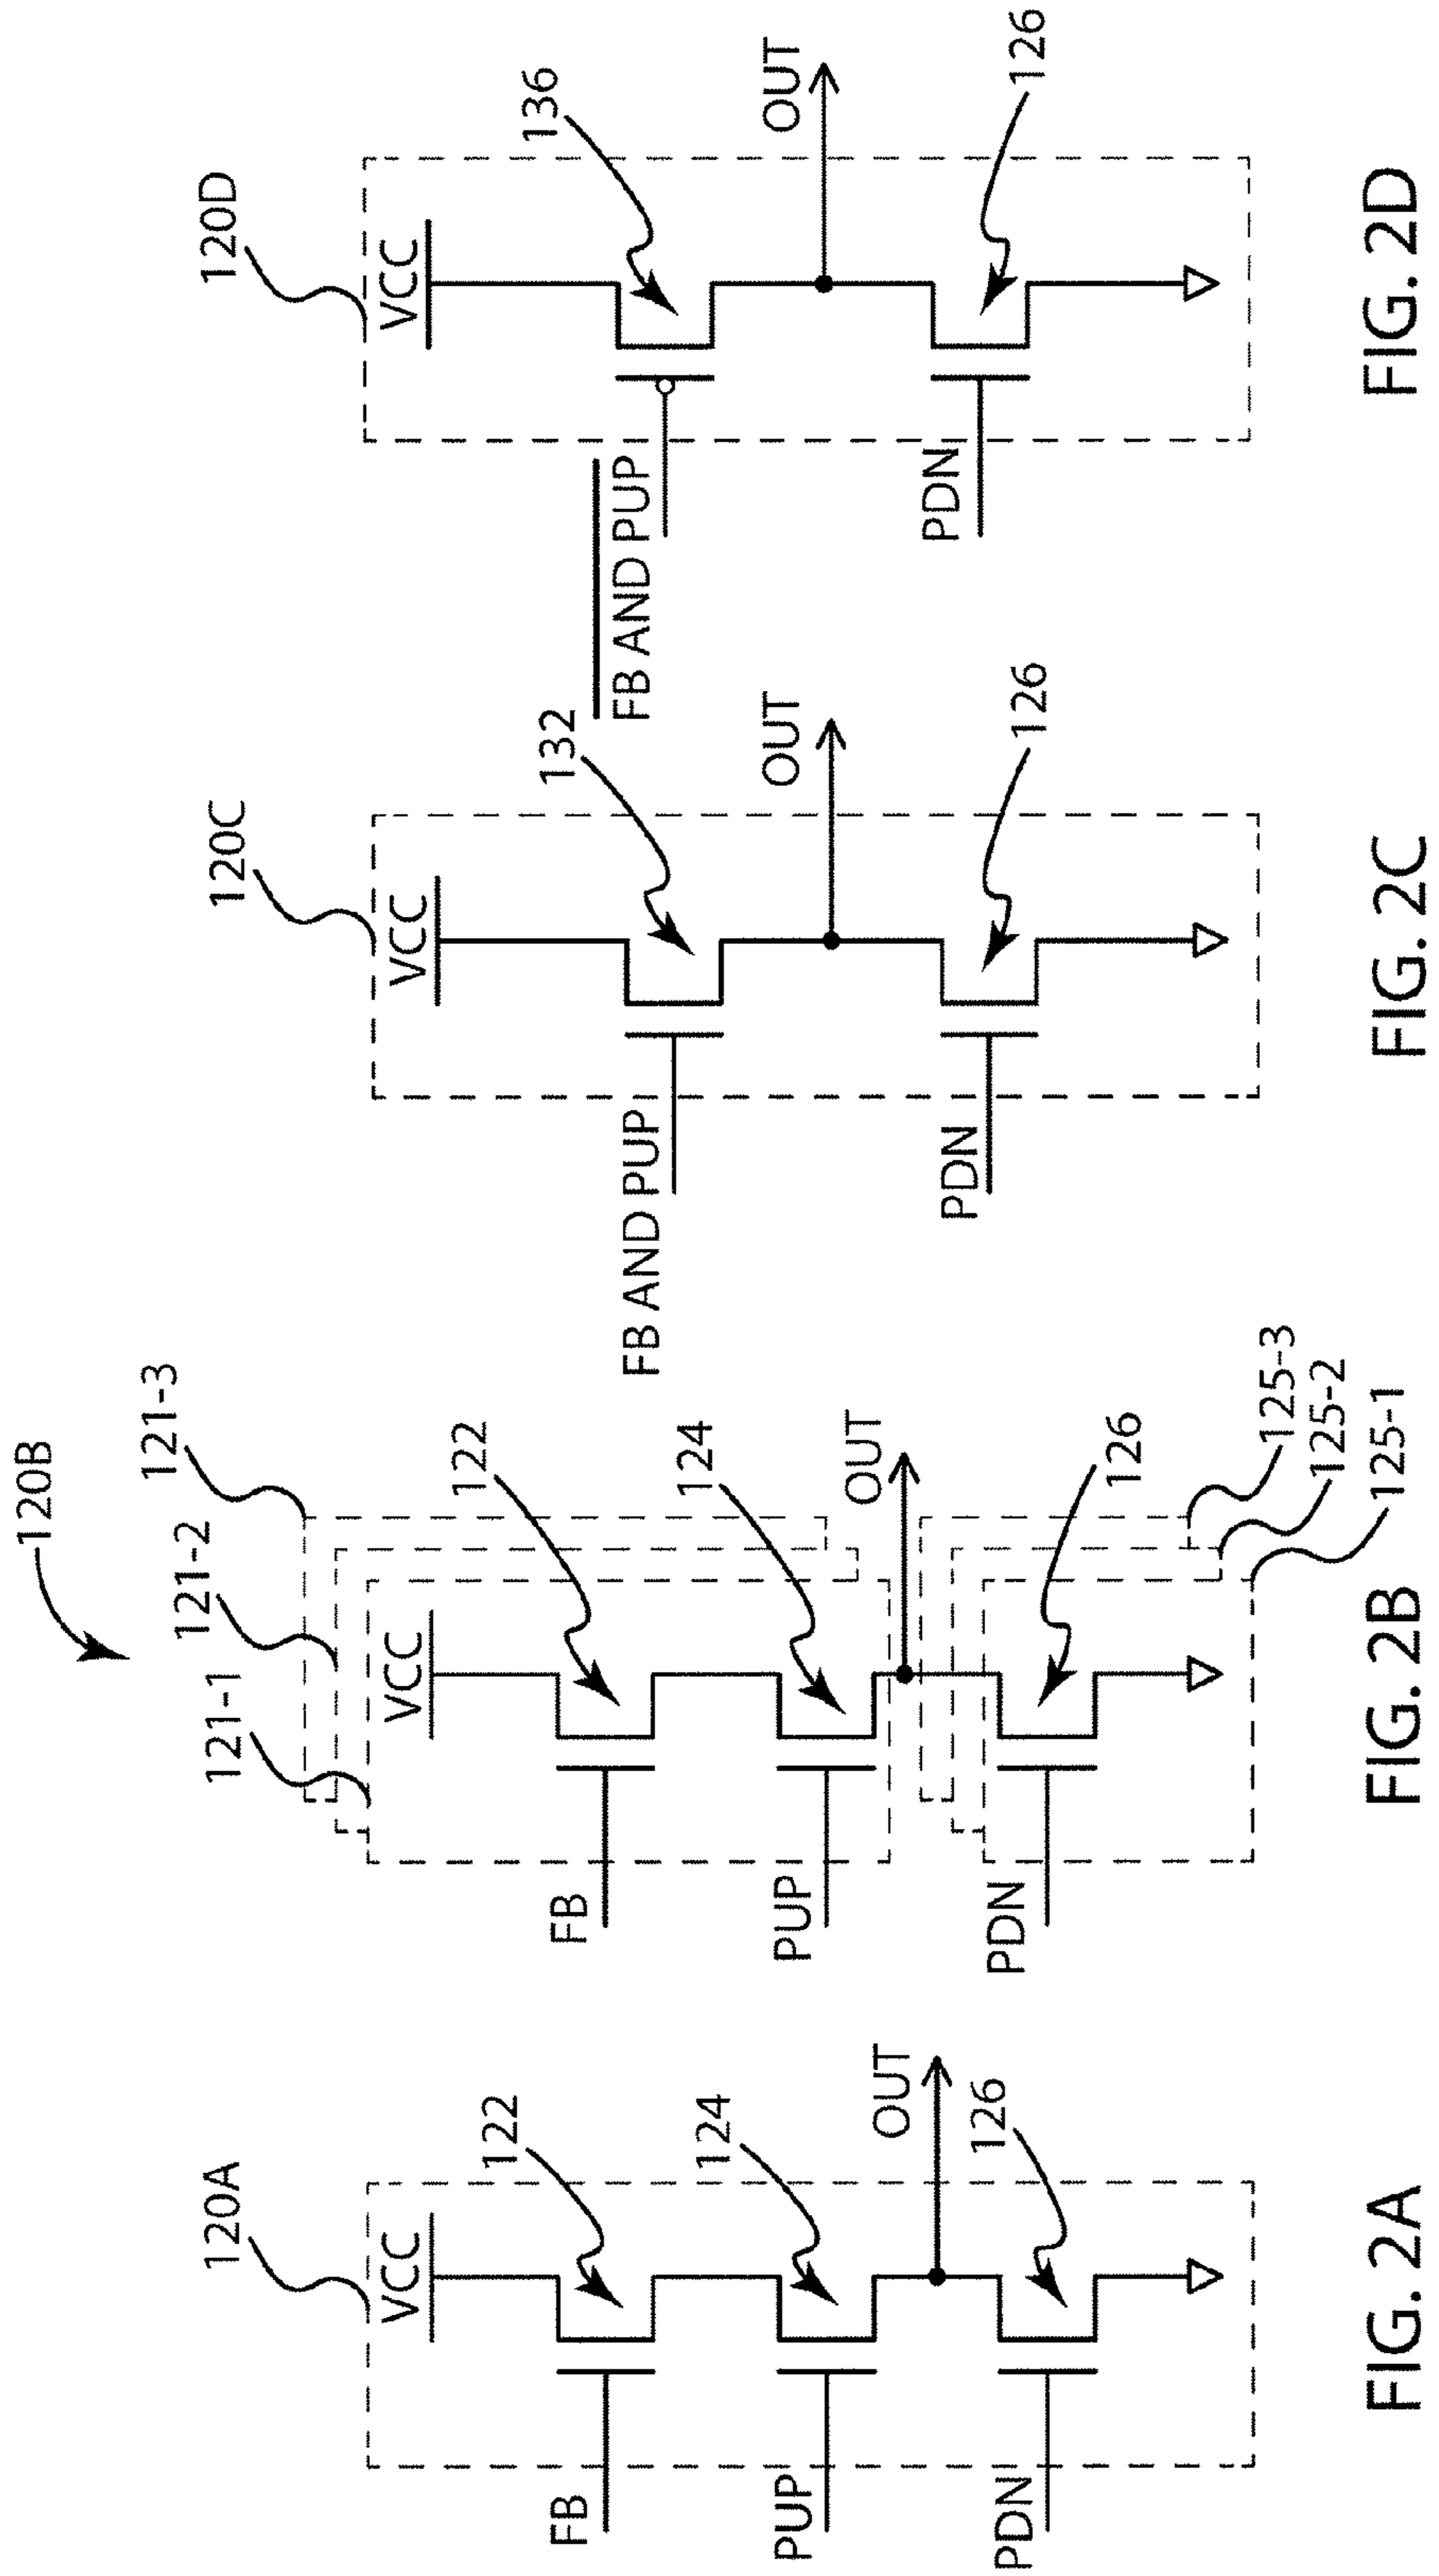 120A
VCC
122
FB
124
PUP
OUT
126
PDN
FIG. 2A
120B
121-3
121-2
121-1
VCC
122
FB
124
PUP
OUT
126
PDN
125-3
125-2
125-1
FIG. 2B
120C
VCC
132
FB AND PUP
OUT
126
PDN
FIG. 2C
120D
VCC
136
FB AND PUP
OUT
126
PDN
FIG. 2D